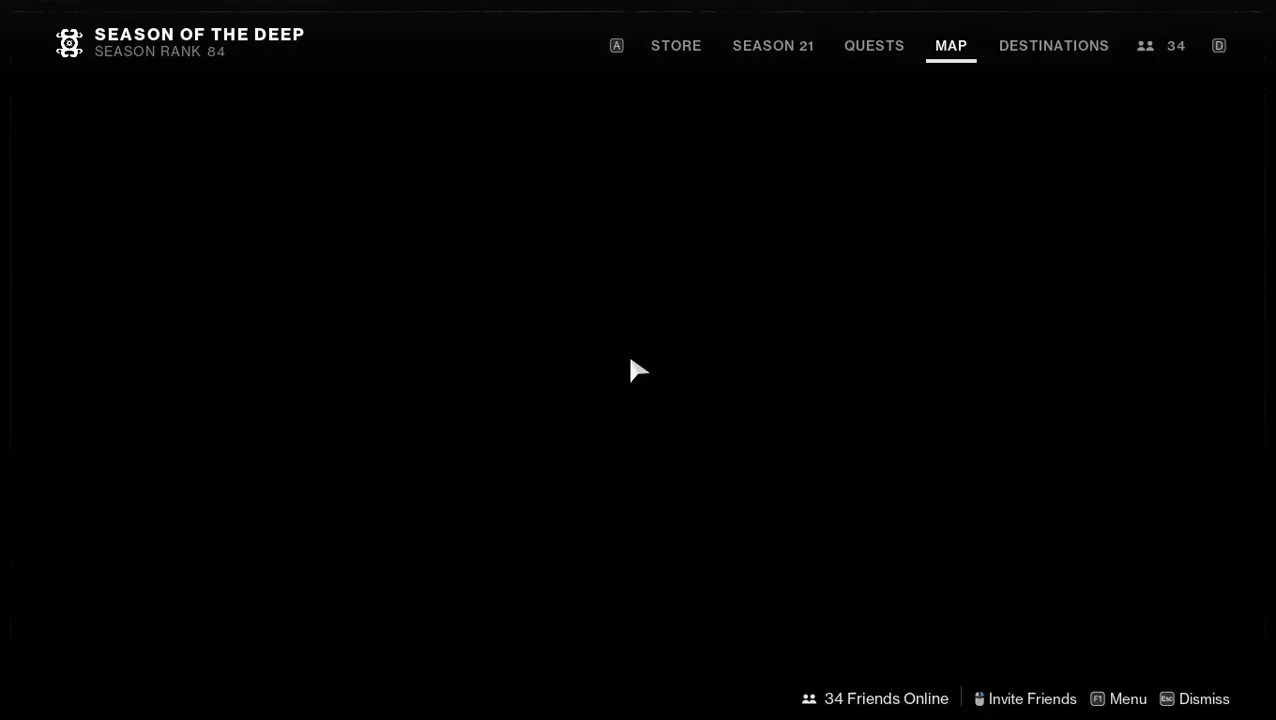 SEASON OF THE DEEP
SEASON RANK 84
A STORE SEASON 21 QUESTS MAP DESTINATIONS 34 D
34 Friends Online Invite Friends F1 Menu Esc Dismiss